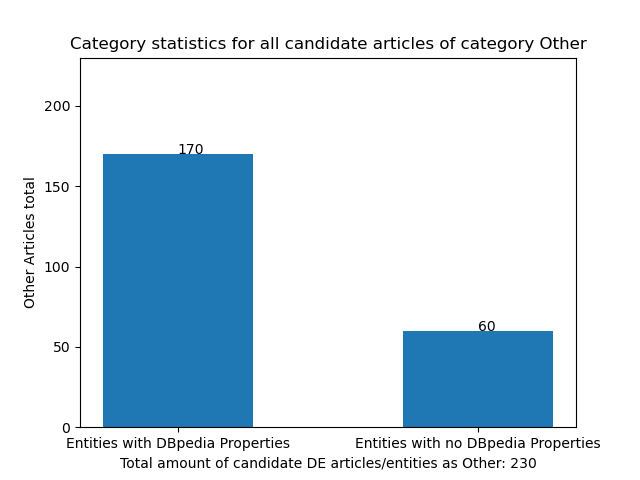 Category statistics for all candidate articles of category Other
Other Articles total
200
150
100
50
0
170
60
Entities with DBpedia Properties
Entities with no DBpedia Properties
Total amount of candidate DE articles/entities as Other: 230